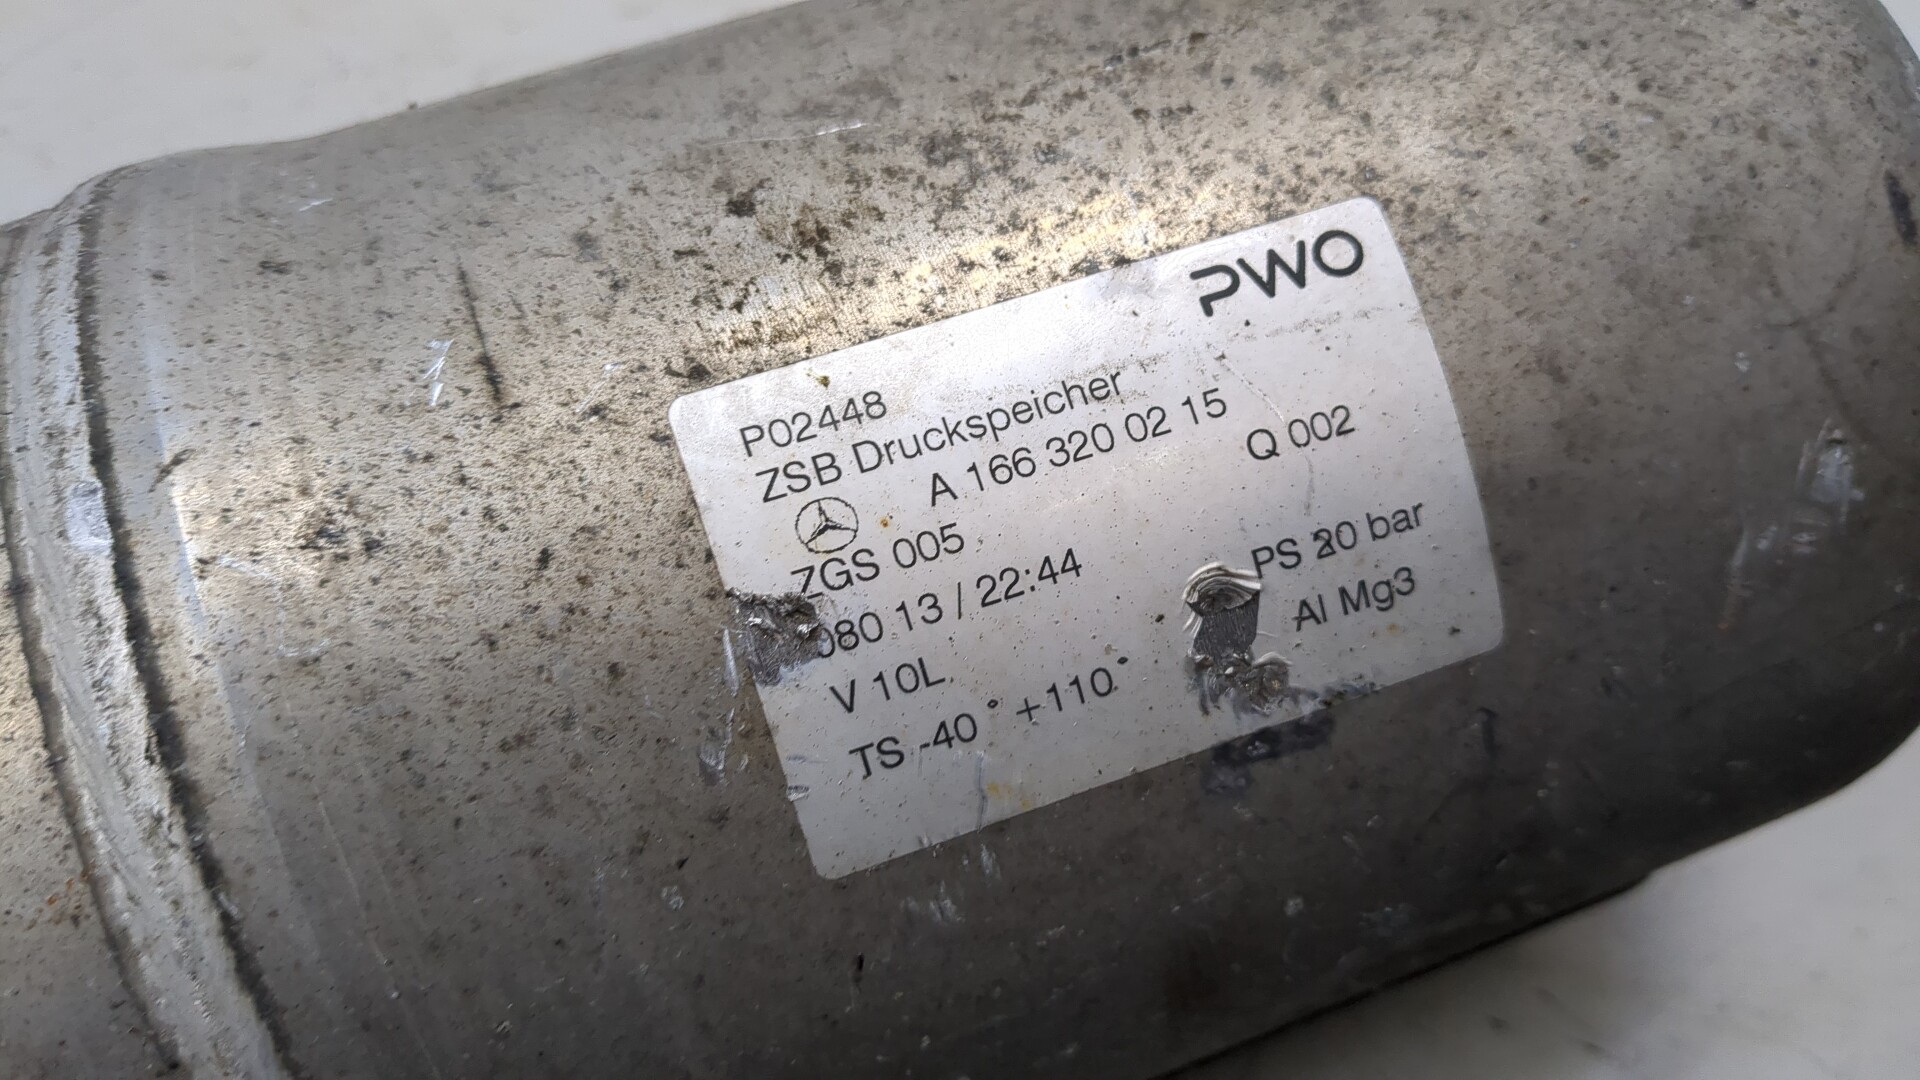 PWO
P02448
ZSB Druckspeicher
A 166 320 02 15
Q 002
ZGS 005
080 13 / 22:44
PS 20 bar
V 10L
Al Mg3
TS -40 ° +110 °